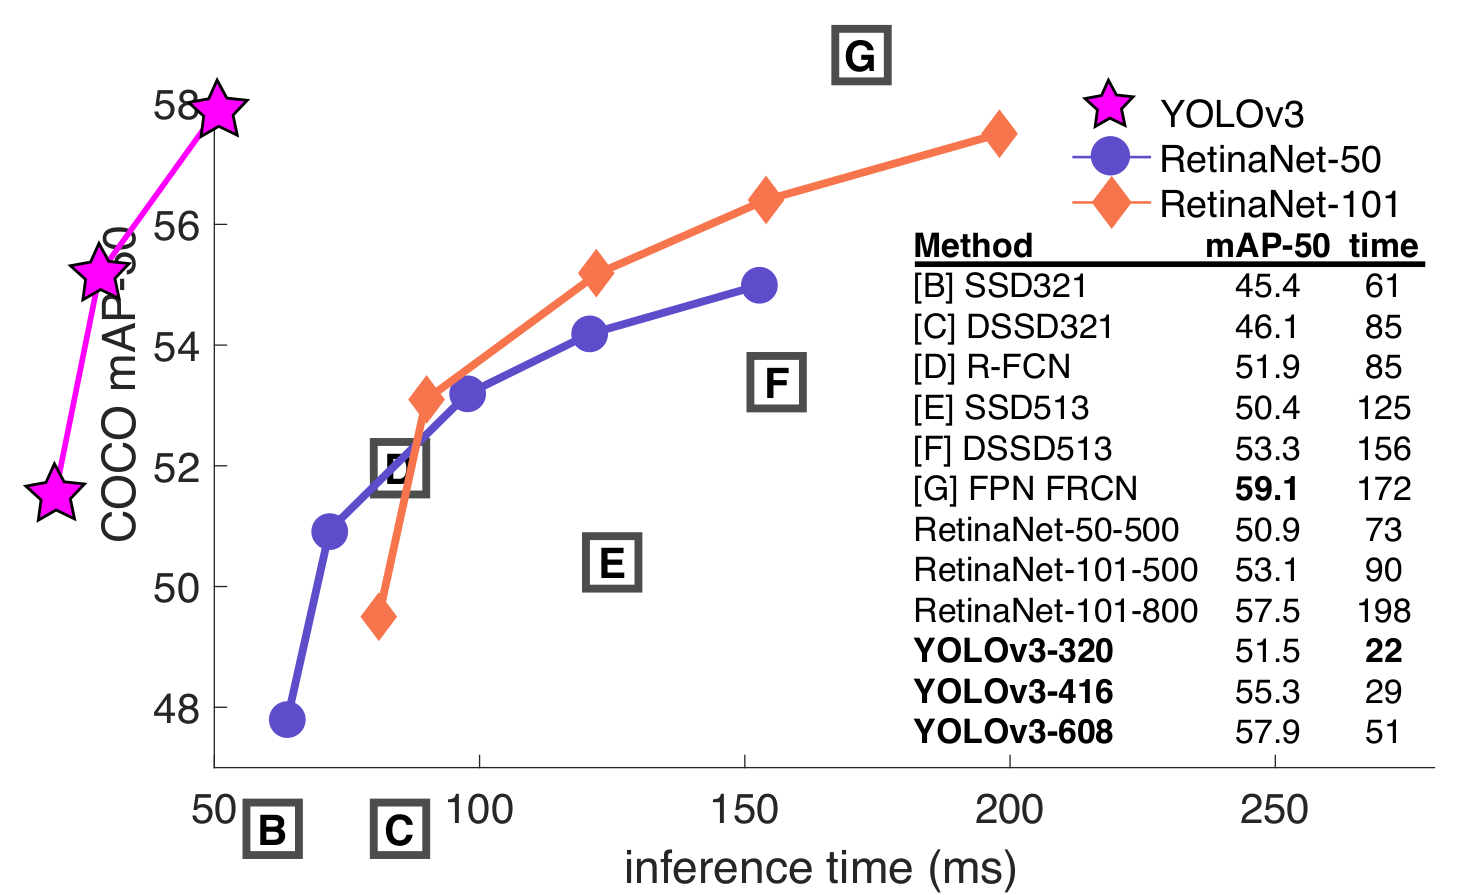 G
58
YOLOv3
RetinaNet-50
RetinaNet-101
56
COCO mAP-50
Method mAP-50 time
[B] SSD321 45.4 61
[C] DSSD321 46.1 85
54
[D] R-FCN 51.9 85
F
[E] SSD513 50.4 125
[F] DSSD513 53.3 156
52
D
[G] FPN FRCN 59.1 172
RetinaNet-50-500 50.9 73
E
RetinaNet-101-500 53.1 90
50
RetinaNet-101-800 57.5 198
YOLOv3-320 51.5 22
YOLOv3-416 55.3 29
48
YOLOv3-608 57.9 51
50 100 150 200 250
B C
inference time (ms)